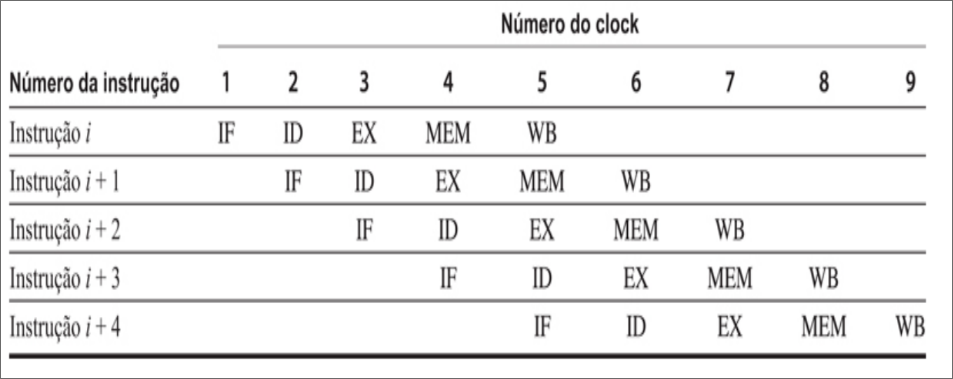 Número do clock
Número da instrução 1 2 3 4 5 6 7 8 9
Instrução i IF ID EX MEM WB
Instrução i + 1 IF ID EX MEM WB
Instrução i + 2 IF ID EX MEM WB
Instrução i + 3 IF ID EX MEM WB
Instrução i + 4 IF ID EX MEM WB